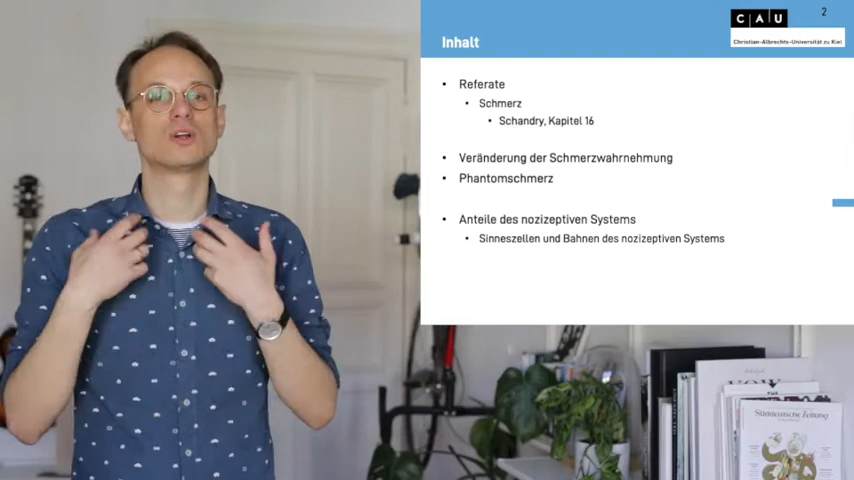 2
C A U
Christian-Albrechts-Universität zu Kiel
Inhalt
• Referate
• Schmerz
• Schandry, Kapitel 16
• Veränderung der Schmerzwahrnehmung
• Phantomschmerz
• Anteile des nozizeptiven Systems
• Sinneszellen und Bahnen des nozizeptiven Systems
THE
Süddeutsche Zeitung